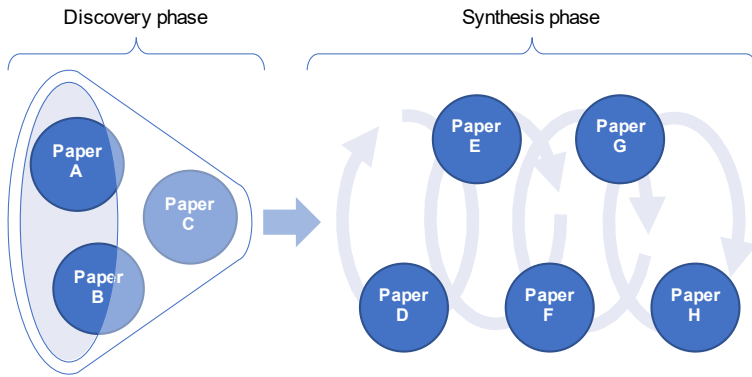 Discovery phase
Synthesis phase
Paper
A
Paper
B
Paper
C
Paper
D
Paper
E
Paper
F
Paper
G
Paper
H